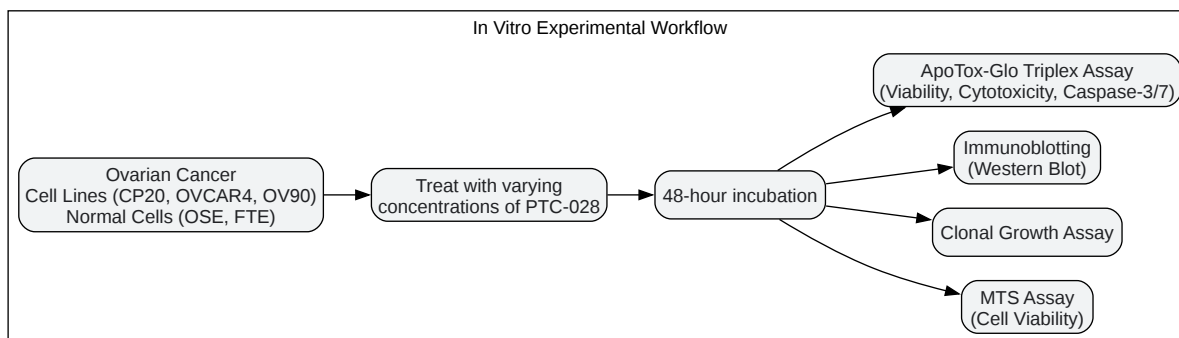 In Vitro Experimental Workflow
Ovarian Cancer
Cell Lines (CP20, OVCAR4, OV90)
Normal Cells (OSE, FTE)
Treat with varying
concentrations of PTC-028
48-hour incubation
ApoTox-Glo Triplex Assay
(Viability, Cytotoxicity, Caspase-3/7)
Immunoblotting
(Western Blot)
Clonal Growth Assay
MTS Assay
(Cell Viability)